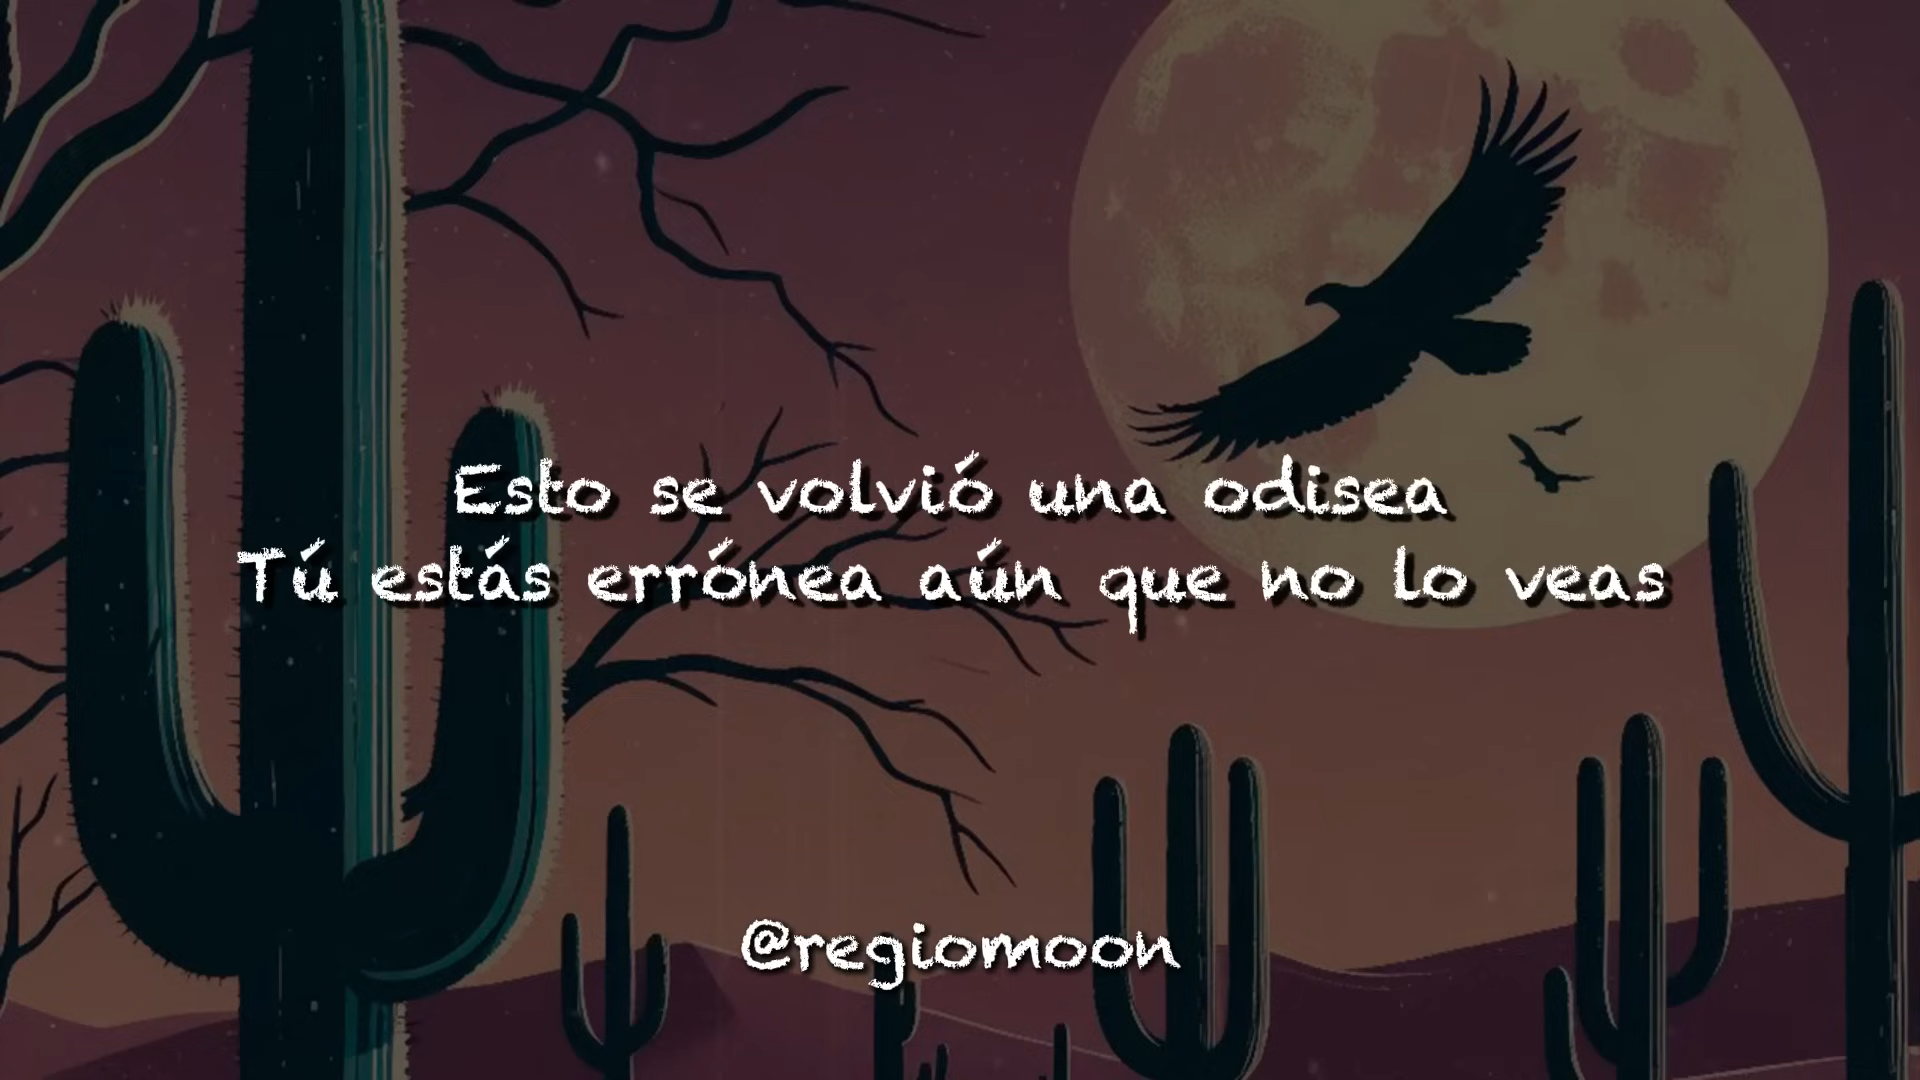 Esto se volvió una odisea
Tú estás errónea aún que no lo veas
@regiomoon